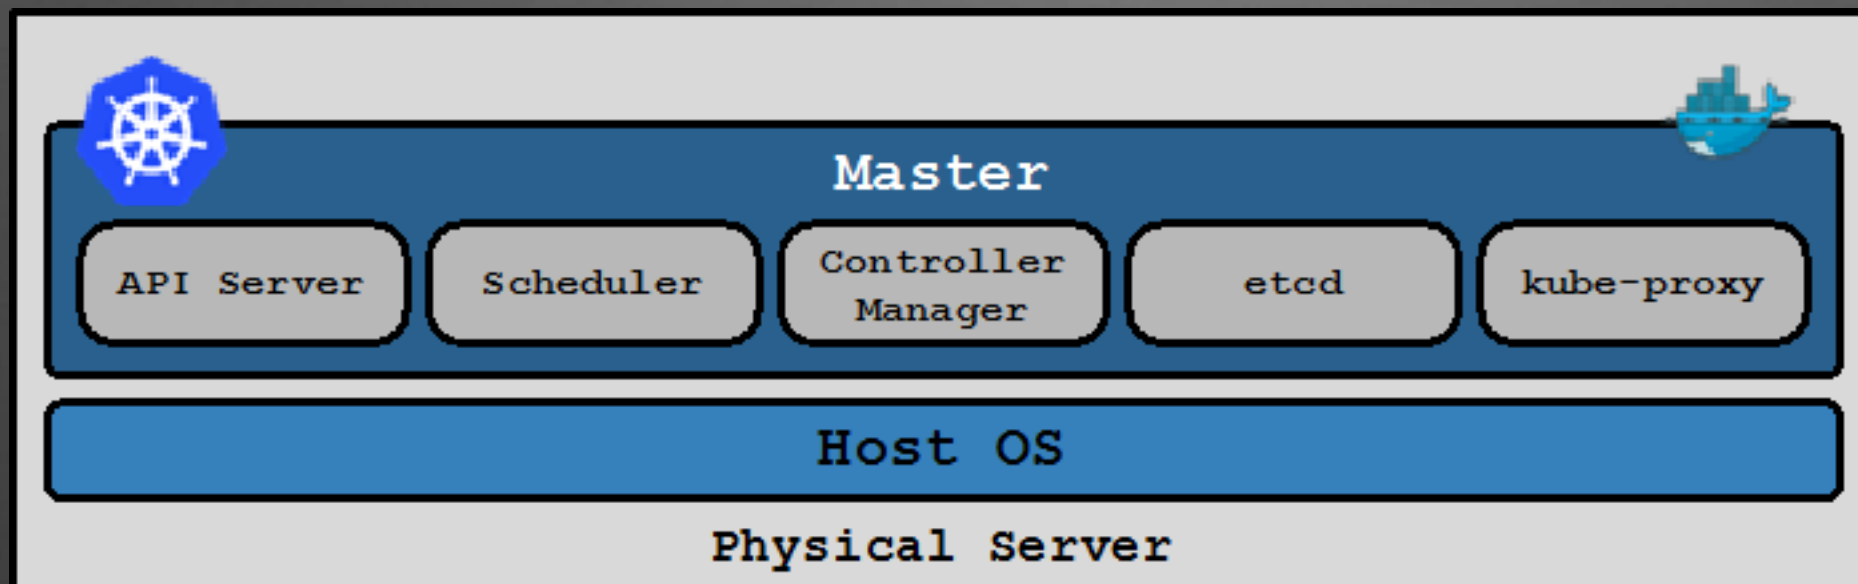 Master
API Server
Scheduler
Controller
Manager
etcd
kube-proxy
Host OS
Physical Server